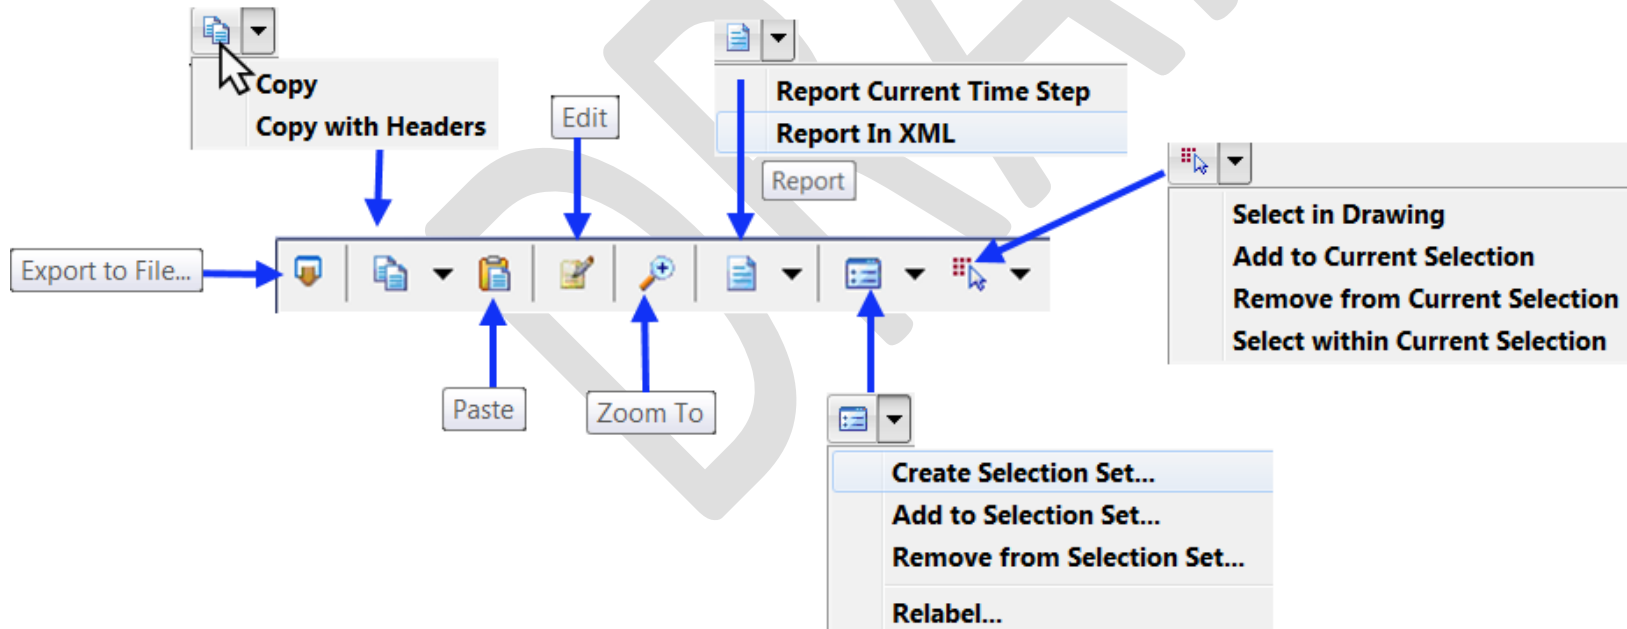 Copy
Copy with Headers
Edit
Report Current Time Step
Report In XML
Report
Select in Drawing
Add to Current Selection
Remove from Current Selection
Select within Current Selection
Export to File...
Paste
Zoom To
Create Selection Set...
Add to Selection Set...
Remove from Selection Set...
Relabel...